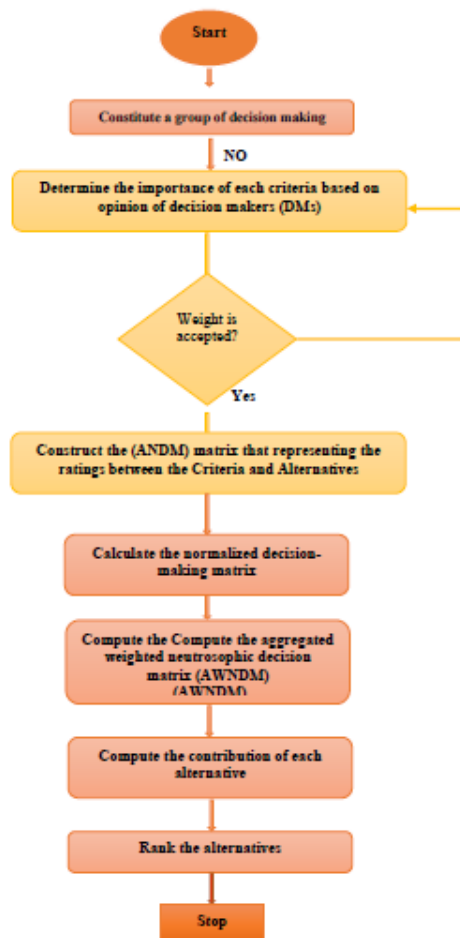 Start
Constitute a group of decision making
NO
Determine the importance of each criteria based on
opinion of decision makers (DMs)
Weight is
accepted?
Yes
Construct the (ANDM) matrix that representing the
ratings between the Criteria and Alternatives
Calculate the normalized decision-
making matrix
Compute the Compute the aggregated
weighted neutrosophic decision
matrix (AWNDM)
(AWNDM)
Compute the contribution of each
alternative
Rank the alternatives
Stop